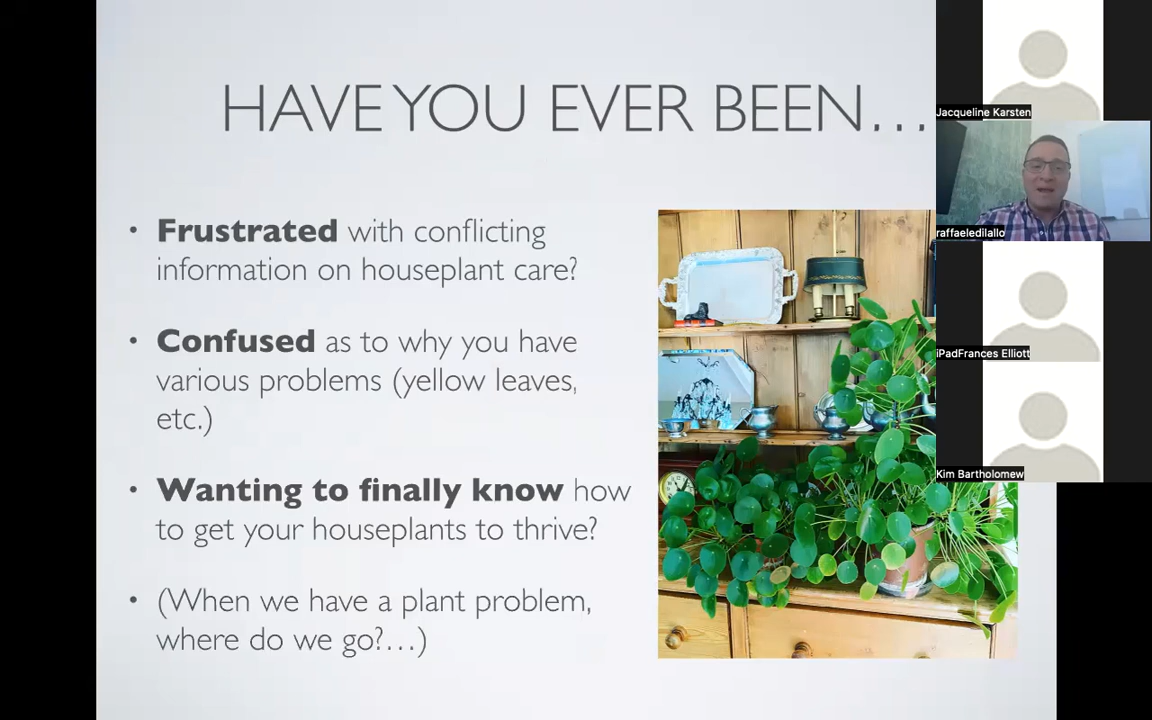 HAVE YOU EVER BEEN…
• Frustrated with conflicting
information on houseplant care?
• Confused as to why you have
various problems (yellow leaves,
etc.)
• Wanting to finally know how
to get your houseplants to thrive?
• (When we have a plant problem,
where do we go?…)
Jacqueline Karsten
raffaeledilallo
iPadFrances Elliott
Kim Bartholomew